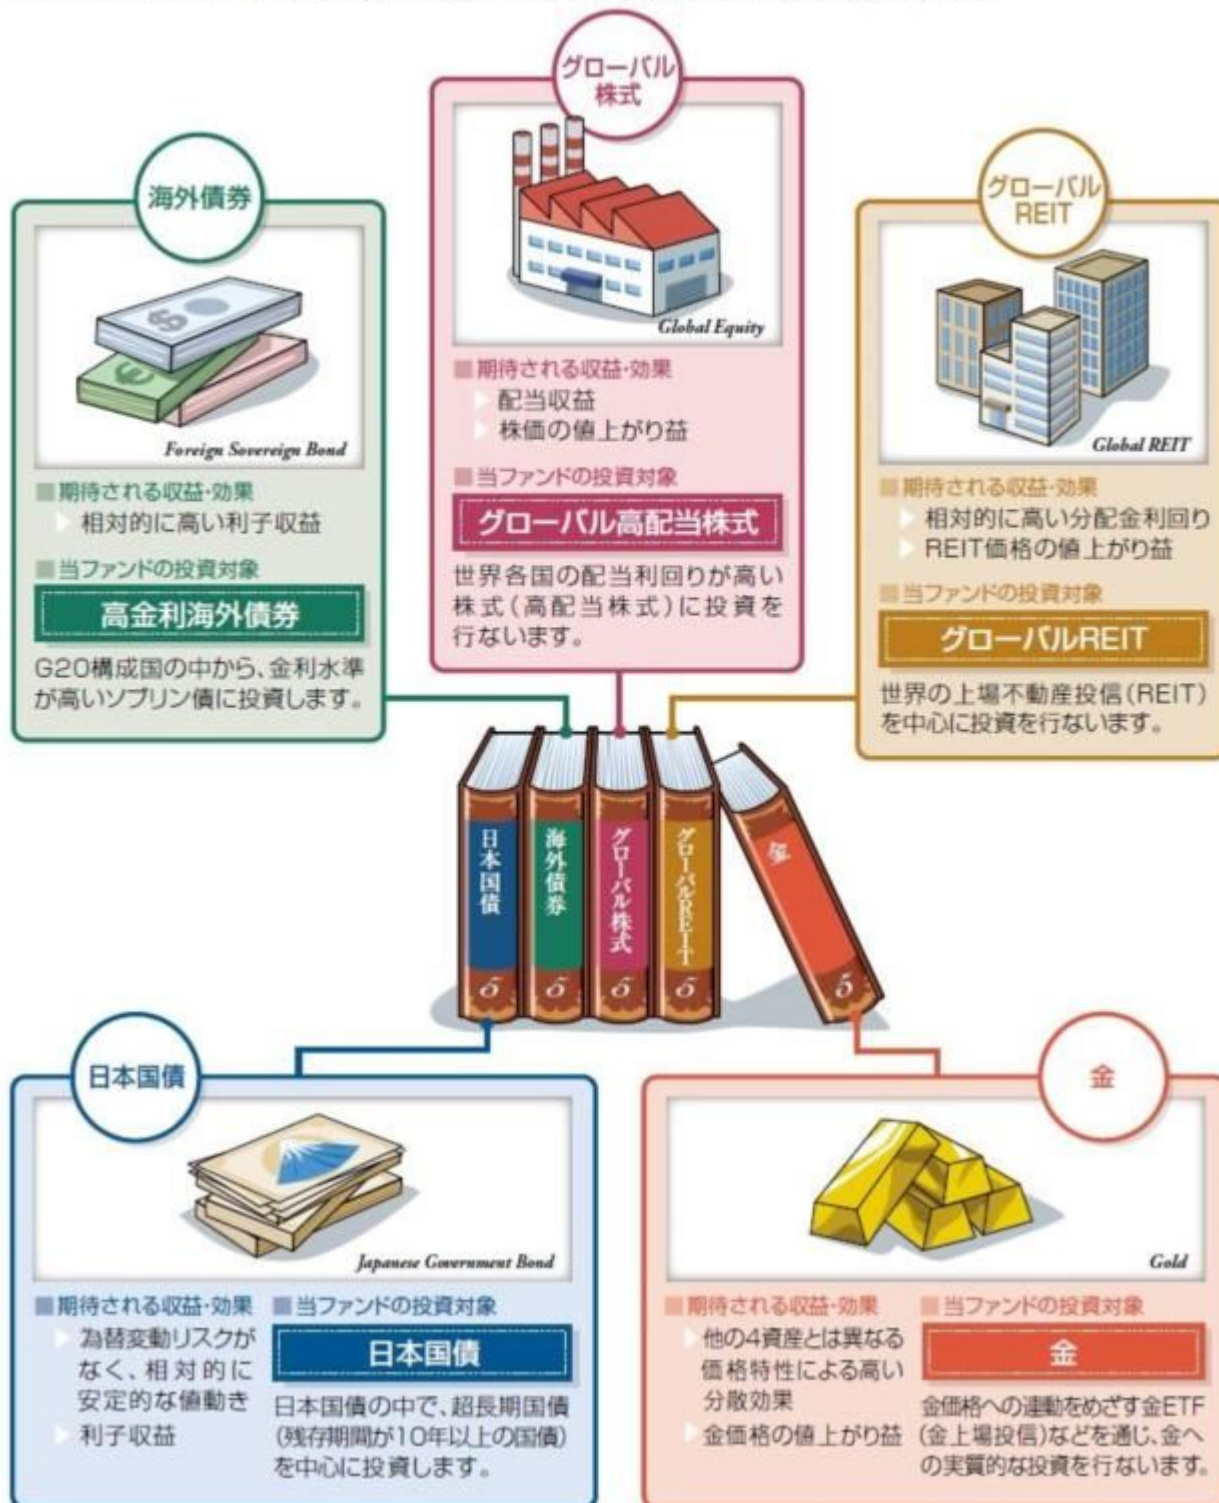 グローバル
株式
Global Equity
■期待される収益・効果
配当収益
株価の値上がり益
■当ファンドの投資対象
グローバル高配当株式
世界各国の配当利回りが高い
株式(高配当株式)に投資を
行ないます。
海外債券
Foreign Sovereign Bond
■期待される収益・効果
相対的に高い利子収益
■当ファンドの投資対象
高金利海外債券
G20構成国の中から、金利水準
が高いソブリン債に投資します。
グローバル
REIT
Global REIT
■期待される収益・効果
相対的に高い分配金利回り
REIT価格の値上がり益
■当ファンドの投資対象
グローバルREIT
世界の上場不動産投信(REIT)
を中心に投資を行ないます。
日本国債
5
海外債券
5
グローバル株式
5
グローバルREIT
5
金
5
日本国債
Japanese Government Bond
■期待される収益・効果
為替変動リスクが
なく、相対的に
安定的な値動き
利子収益
■当ファンドの投資対象
日本国債
日本国債の中で、超長期国債
(残存期間が10年以上の国債)
を中心に投資します。
金
Gold
■期待される収益・効果
他の4資産とは異なる
価格特性による高い
分散効果
金価格の値上がり益
■当ファンドの投資対象
金
金価格への連動をめざす金ETF
(金上場投信)などを通じ、金へ
の実質的な投資を行ないます。